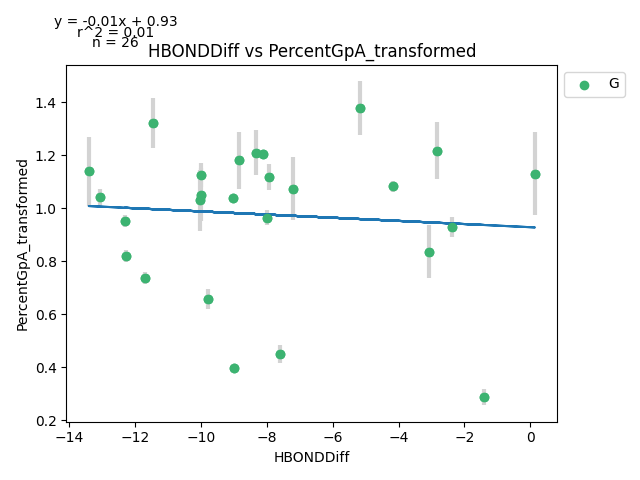 y = -0.01x + 0.93
r^2 = 0.01
n = 26
HBONDDiff vs PercentGpA_transformed
G
1.4
1.2
1.0
0.8
0.6
0.4
0.2
PercentGpA_transformed
−14 −12 −10 −8 −6 −4 −2 0
HBONDDiff